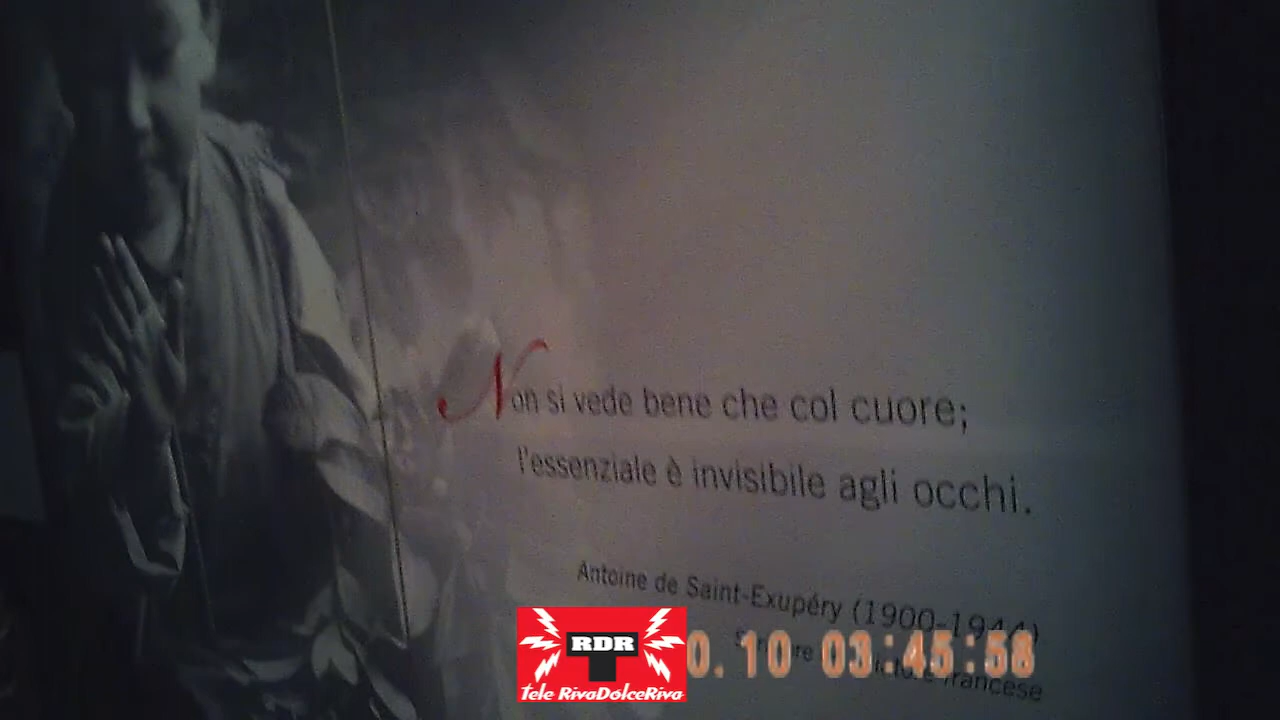 Non si vede bene che col cuore;
l'essenziale è invisibile agli occhi.
Antoine de Saint-Exupéry (1900-1944)
francese
RDR
0.10 03:45:58
Tele RivaDolceRiva